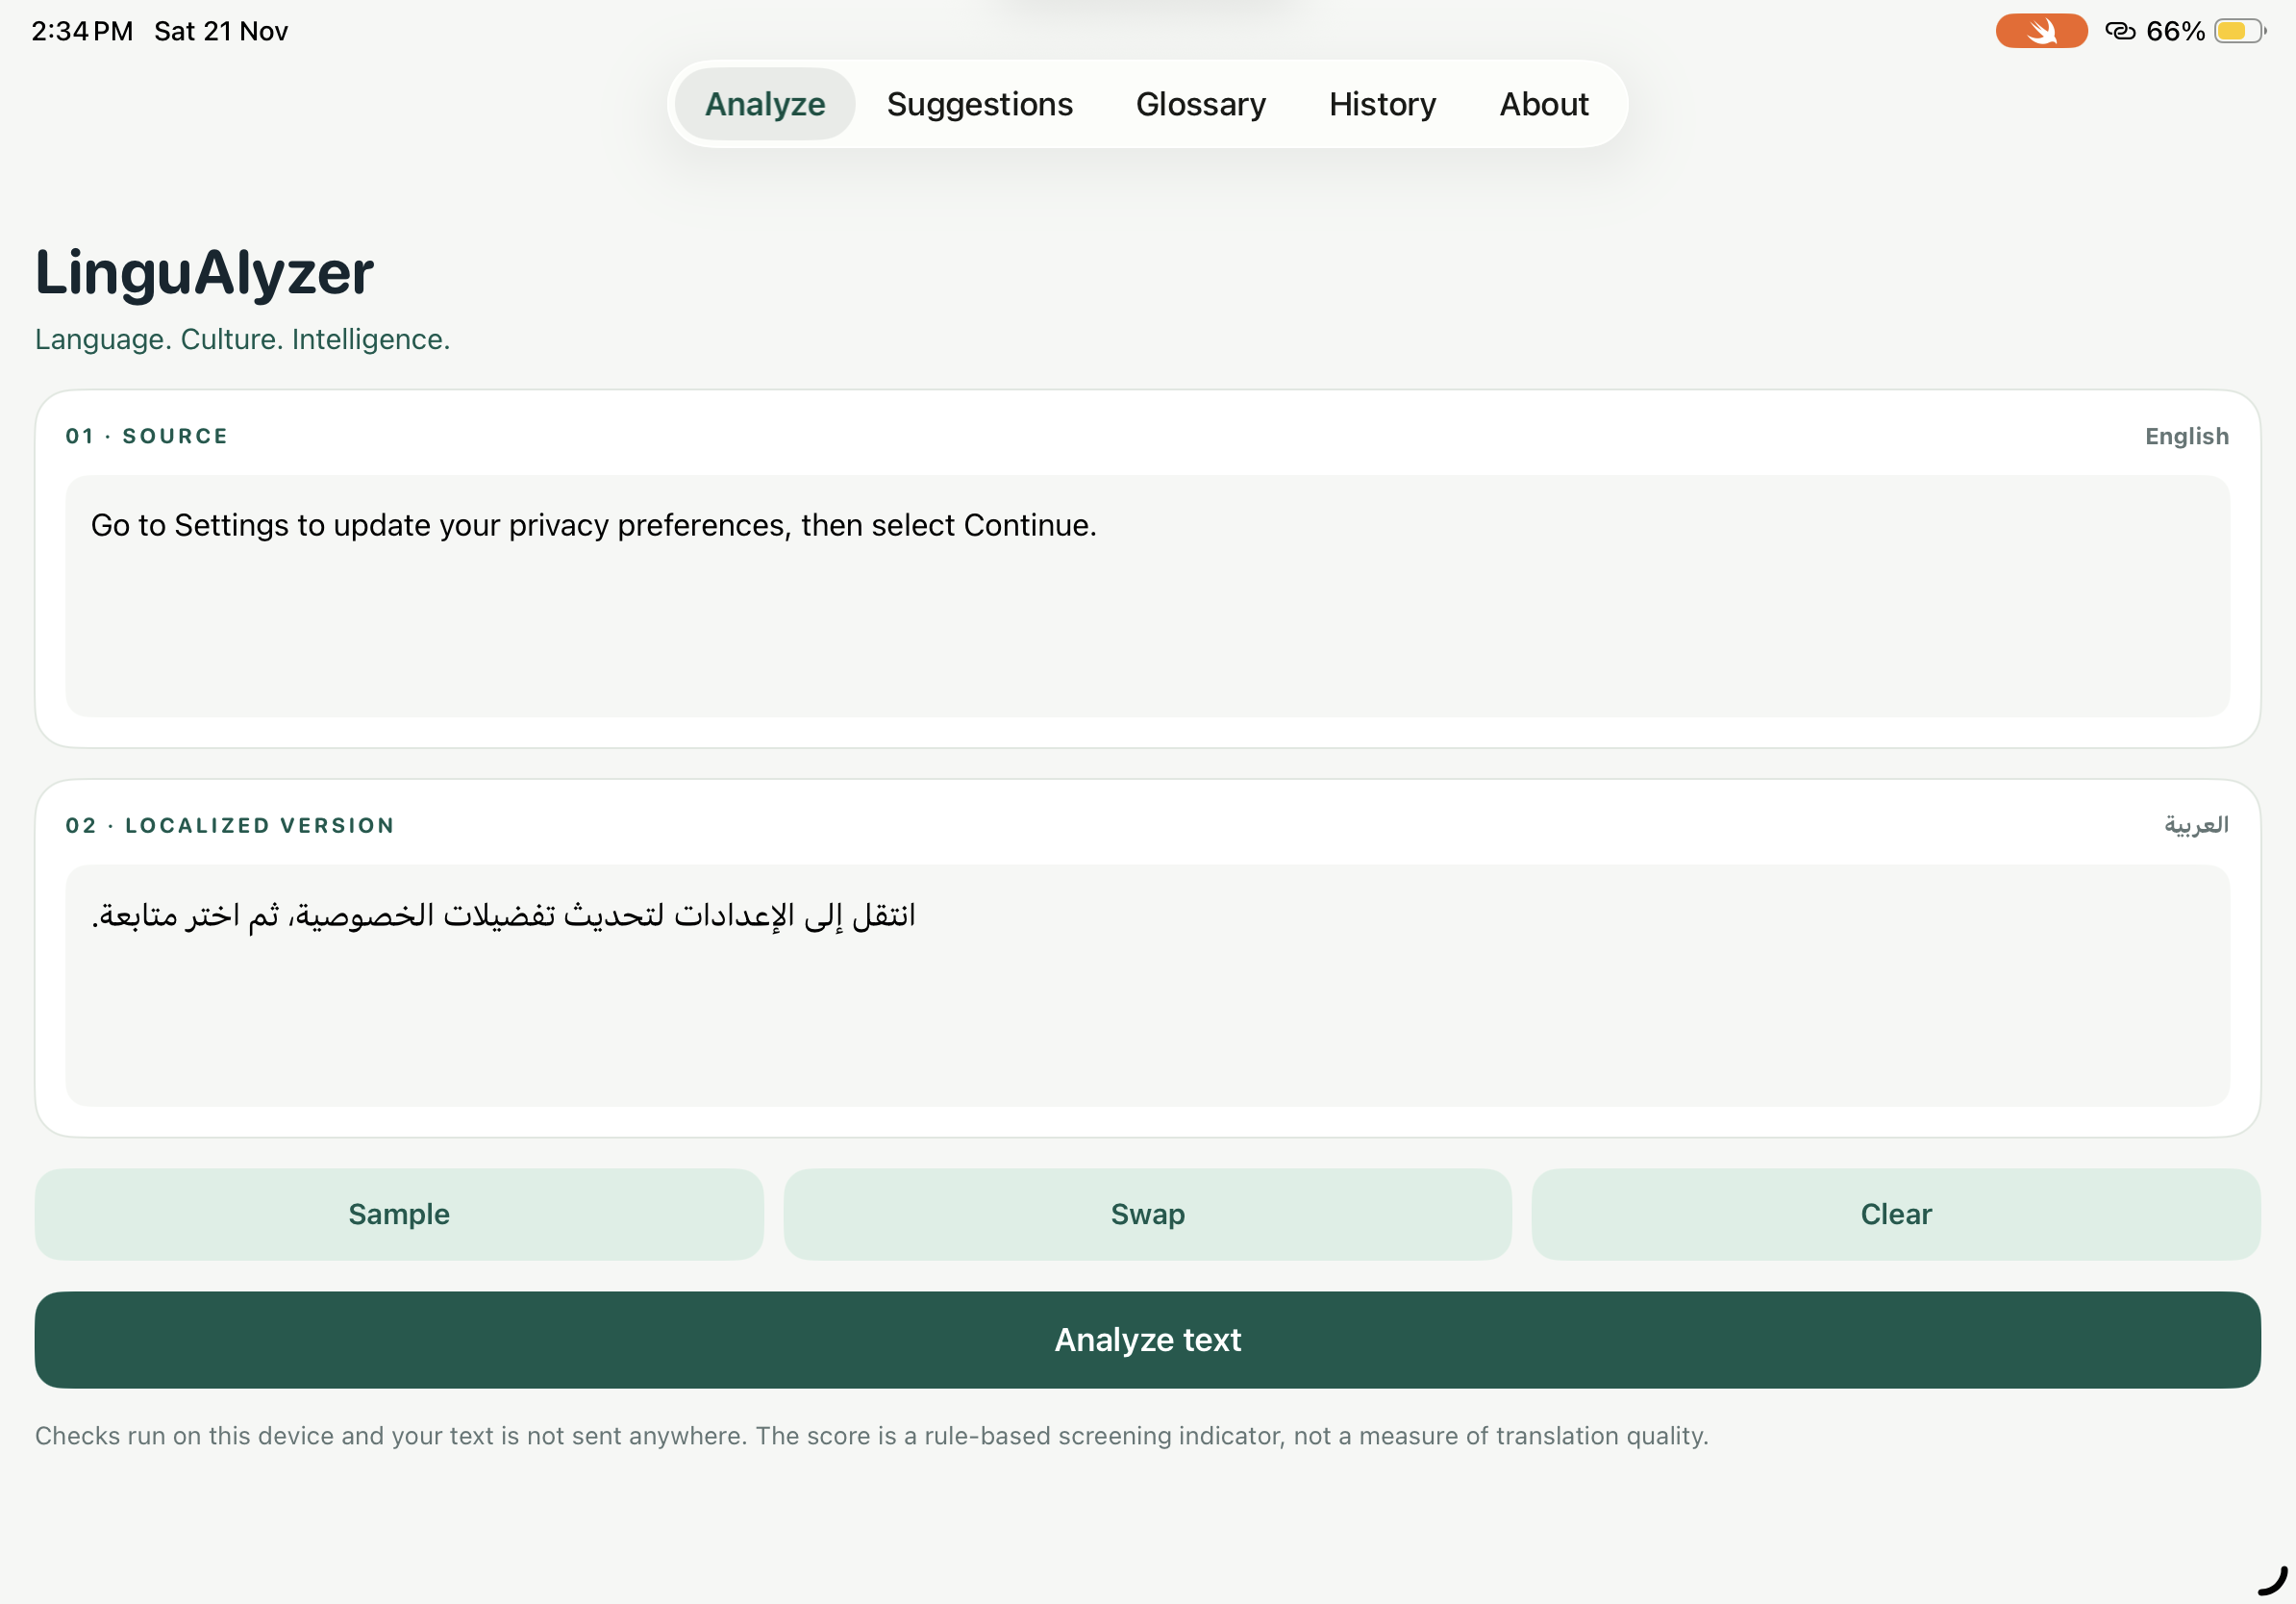 2:34 PM Sat 21 Nov 66%
Analyze Suggestions Glossary History About
LinguAlyzer
Language. Culture. Intelligence.
01 · SOURCE English
Go to Settings to update your privacy preferences, then select Continue.
02 · LOCALIZED VERSION العربية
انتقل إلى الإعدادات لتحديث تفضيلات الخصوصية، ثم اختر متابعة.
Sample Swap Clear
Analyze text
Checks run on this device and your text is not sent anywhere. The score is a rule-based screening indicator, not a measure of translation quality.